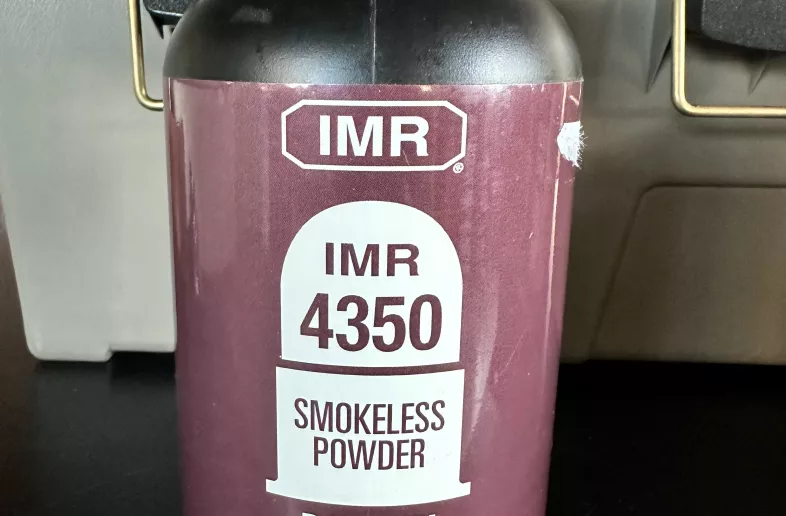 IMR
®
IMR
4350
SMOKELESS
POWDER